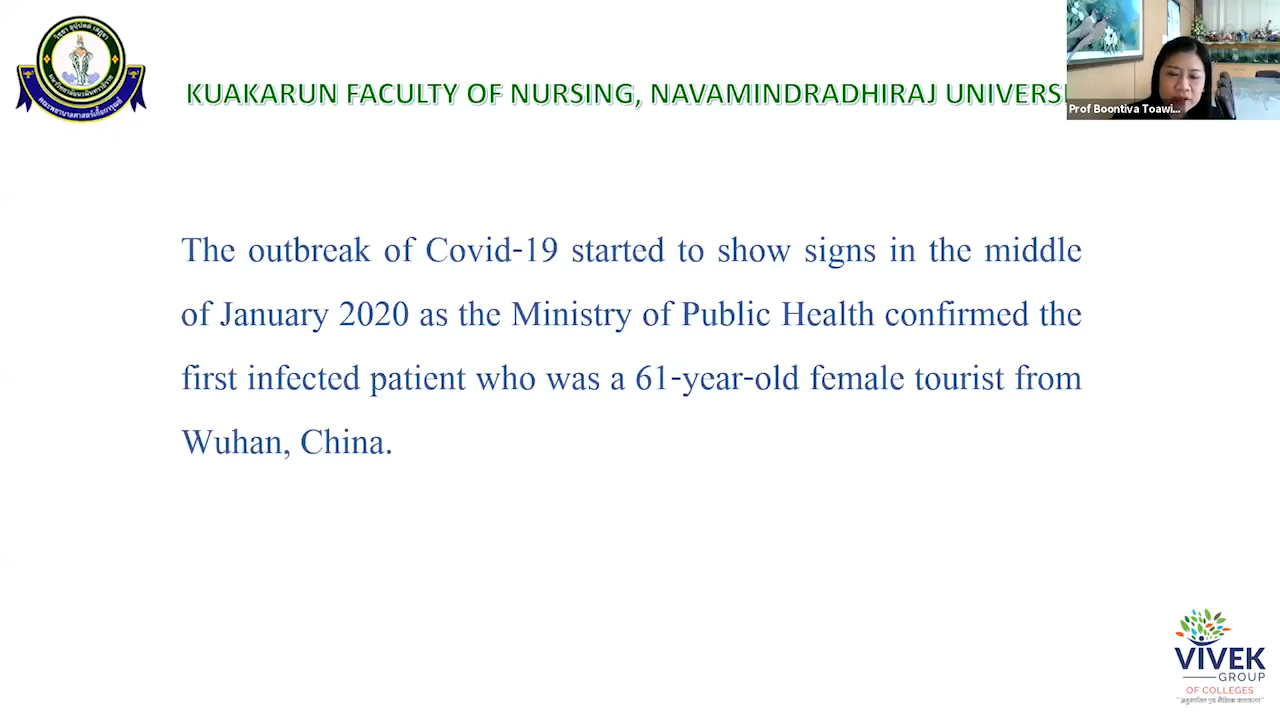 KUAKARUN FACULTY OF NURSING, NAVAMINDRADHIRAJ UNIVERSI
Prof Boontiva Toawi...
The outbreak of Covid-19 started to show signs in the middle
of January 2020 as the Ministry of Public Health confirmed the
first infected patient who was a 61-year-old female tourist from
Wuhan, China.
VIVEK
GROUP
OF COLLEGES